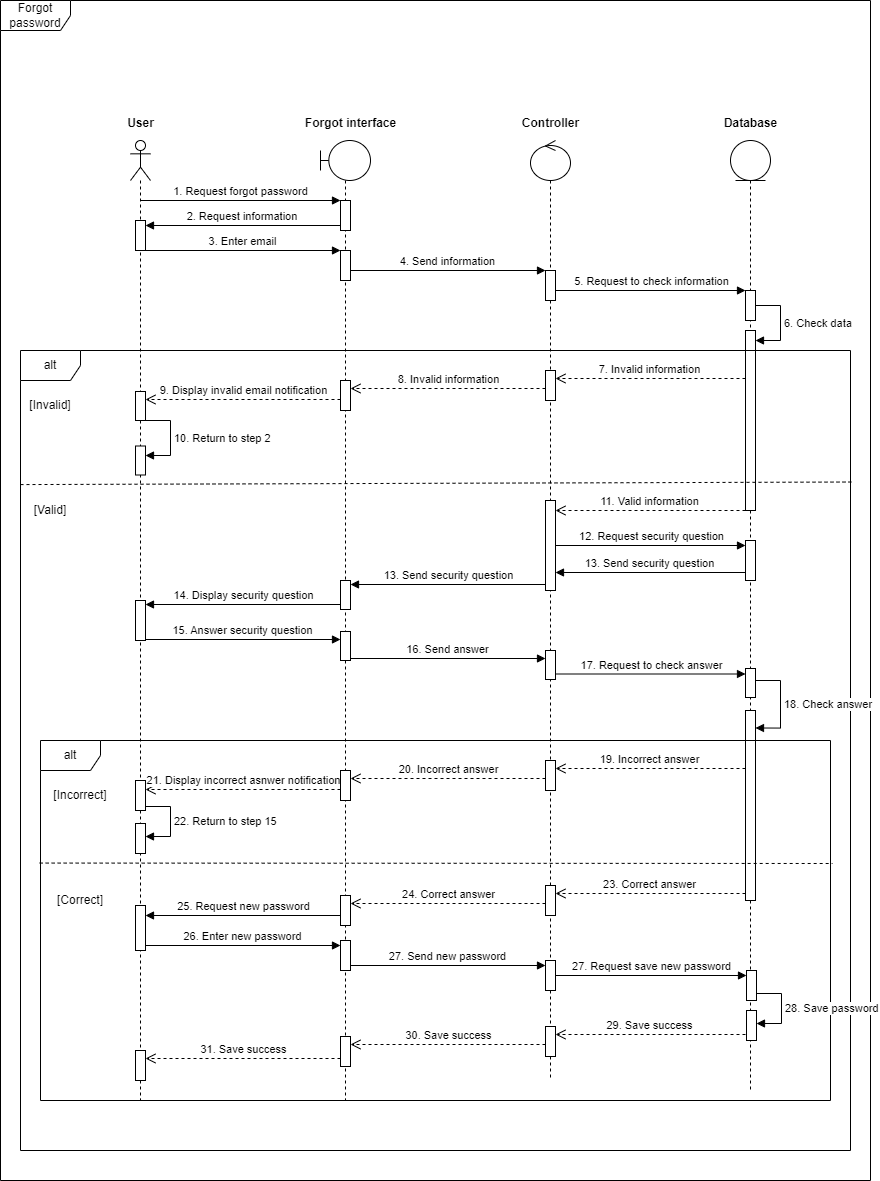 Forgot
password
User
Forgot interface
Controller
Database
1. Request forgot password
2. Request information
3. Enter email
4. Send information
5. Request to check information
6. Check data
alt
[Invalid]
7. Invalid information
8. Invalid information
9. Display invalid email notification
10. Return to step 2
[Valid]
11. Valid information
12. Request security question
13. Send security question
13. Send security question
14. Display security question
15. Answer security question
16. Send answer
17. Request to check answer
18. Check answer
alt
[Incorrect]
19. Incorrect answer
20. Incorrect answer
21. Display incorrect asnwer notification
22. Return to step 15
[Correct]
23. Correct answer
24. Correct answer
25. Request new password
26. Enter new password
27. Send new password
27. Request save new password
28. Save password
29. Save success
30. Save success
31. Save success